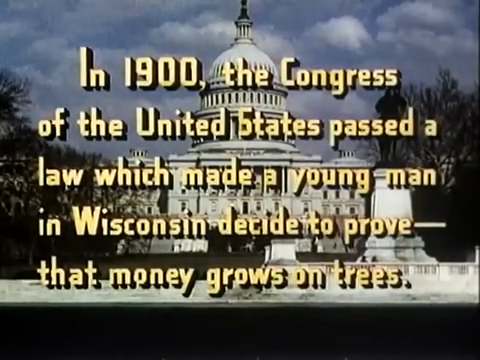 In 1900, the Congress
of the United States passed a
law which made a young man
in Wisconsin decide to prove—
that money grows on trees.